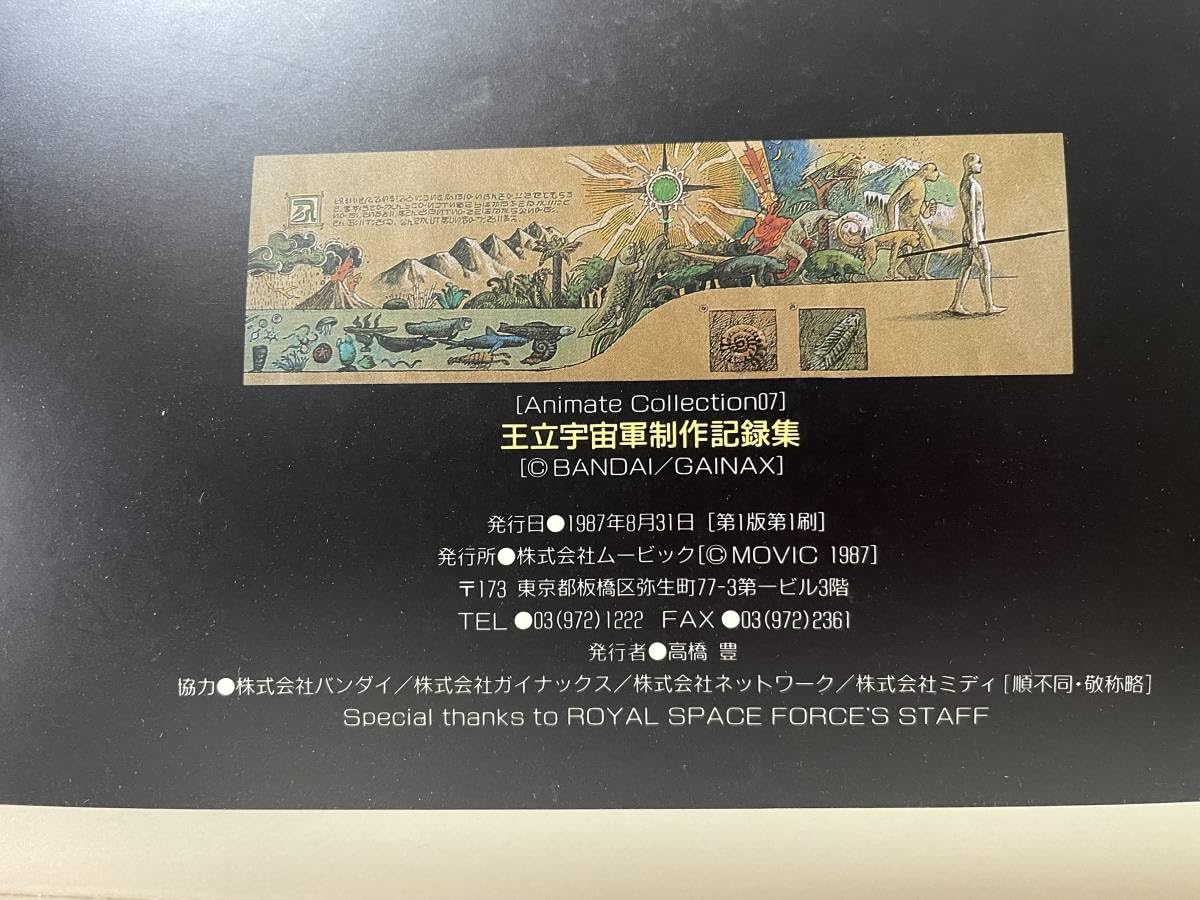 [Animate Collection07]
王立宇宙軍制作記録集
[© BANDAI／GAINAX]
発行日●1987年8月31日 [第1版第1刷]
発行所●株式会社ムービック[© MOVIC 1987]
〒173 東京都板橋区弥生町77-3第一ビル3階
TEL ●03(972)1222 FAX ●03(972)2361
発行者●高橋 豊
協力●株式会社バンダイ／株式会社ガイナックス／株式会社ネットワーク／株式会社ミディ[順不同・敬称略]
Special thanks to ROYAL SPACE FORCE'S STAFF